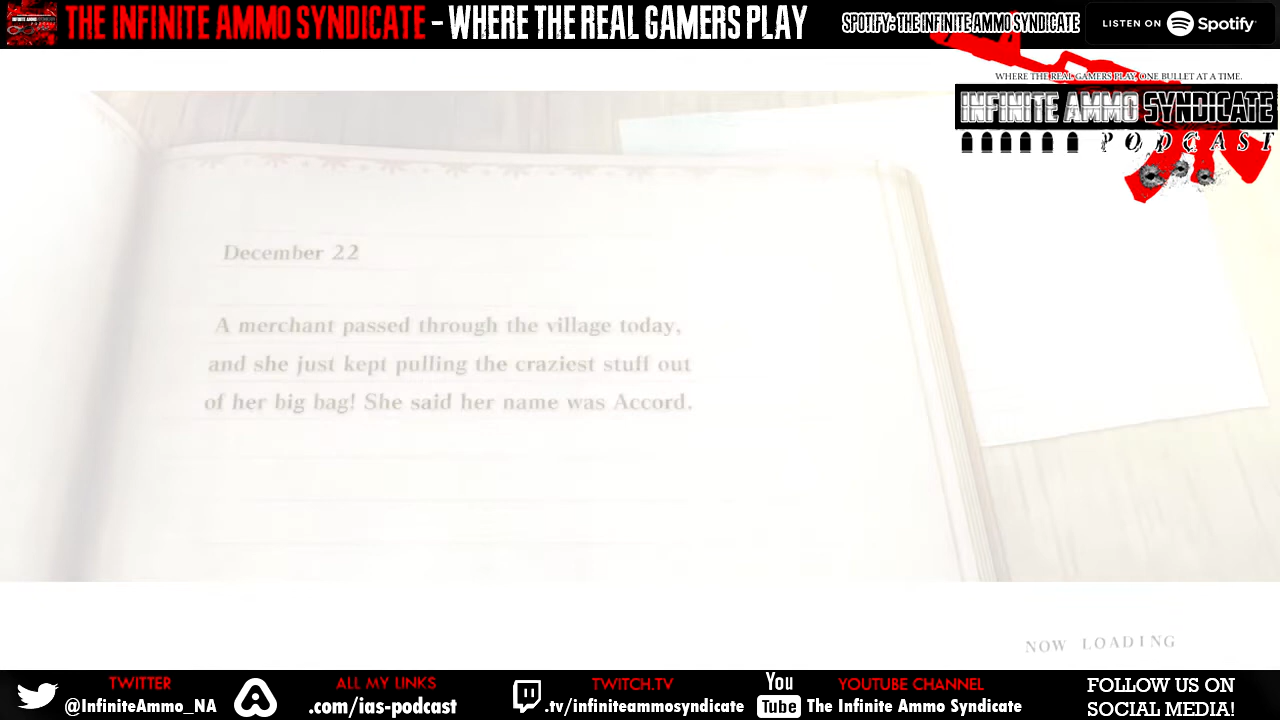 THE INFINITE AMMO SYNDICATE - WHERE THE REAL GAMERS PLAY
SPOTIFY: THE INFINITE AMMO SYNDICATE
LISTEN ON Spotify
WHERE THE REAL GAMERS PLAY, ONE BULLET AT A TIME.
INFINITE AMMO SYNDICATE
PODCAST
December 22
A merchant passed through the village today,
and she just kept pulling the craziest stuff out
of her big bag! She said her name was Accord.
NOW LOADING
TWITTER
@InfiniteAmmo_NA
ALL MY LINKS
.com/ias-podcast
TWITCH.TV
.tv/infiniteammosyndicate
You Tube
YOUTUBE CHANNEL
The Infinite Ammo Syndicate
FOLLOW US ON
SOCIAL MEDIA!